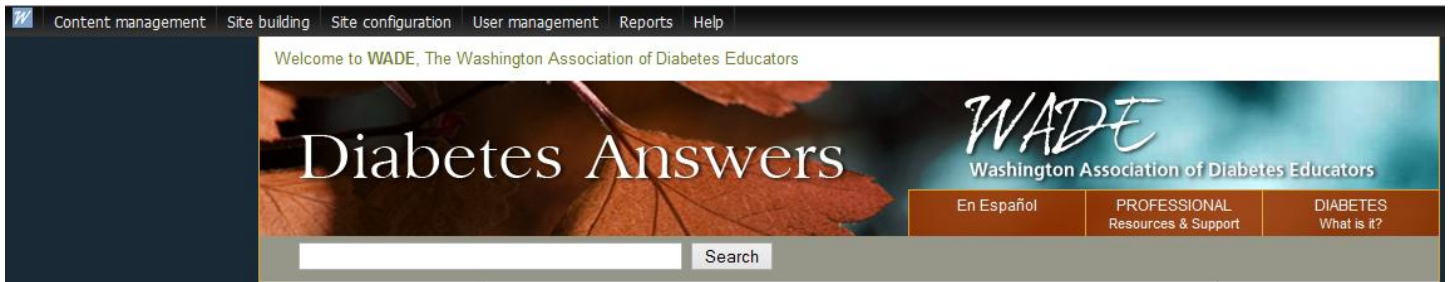 W Content management Site building Site configuration User management Reports Help
Welcome to WADE, The Washington Association of Diabetes Educators
Diabetes Answers
WADE
Washington Association of Diabetes Educators
En Español PROFESSIONAL DIABETES
Resources & Support What is it?
Search